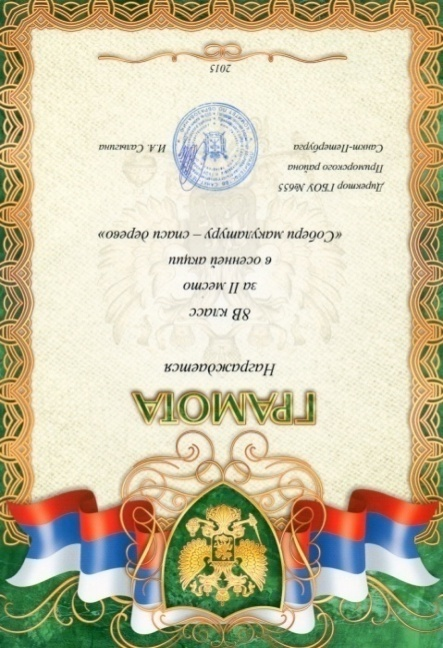 ГРАМОТА
Награждается
8В класс
за II место
в осенней акции
«Собери макулатуру – спаси дерево»
Директор ГБОУ №655
Приморского района
Санкт-Петербурга И.А. Салыгина
2015